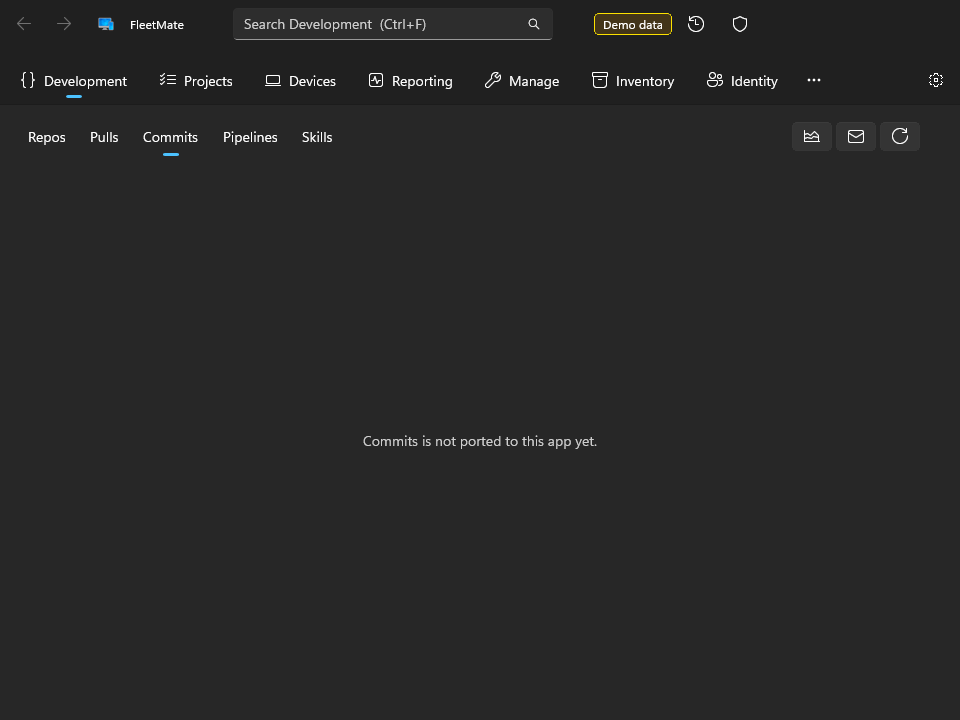 FleetMate
Search Development (Ctrl+F)
Demo data
Development
Projects
Devices
Reporting
Manage
Inventory
Identity
Repos
Pulls
Commits
Pipelines
Skills
Commits is not ported to this app yet.